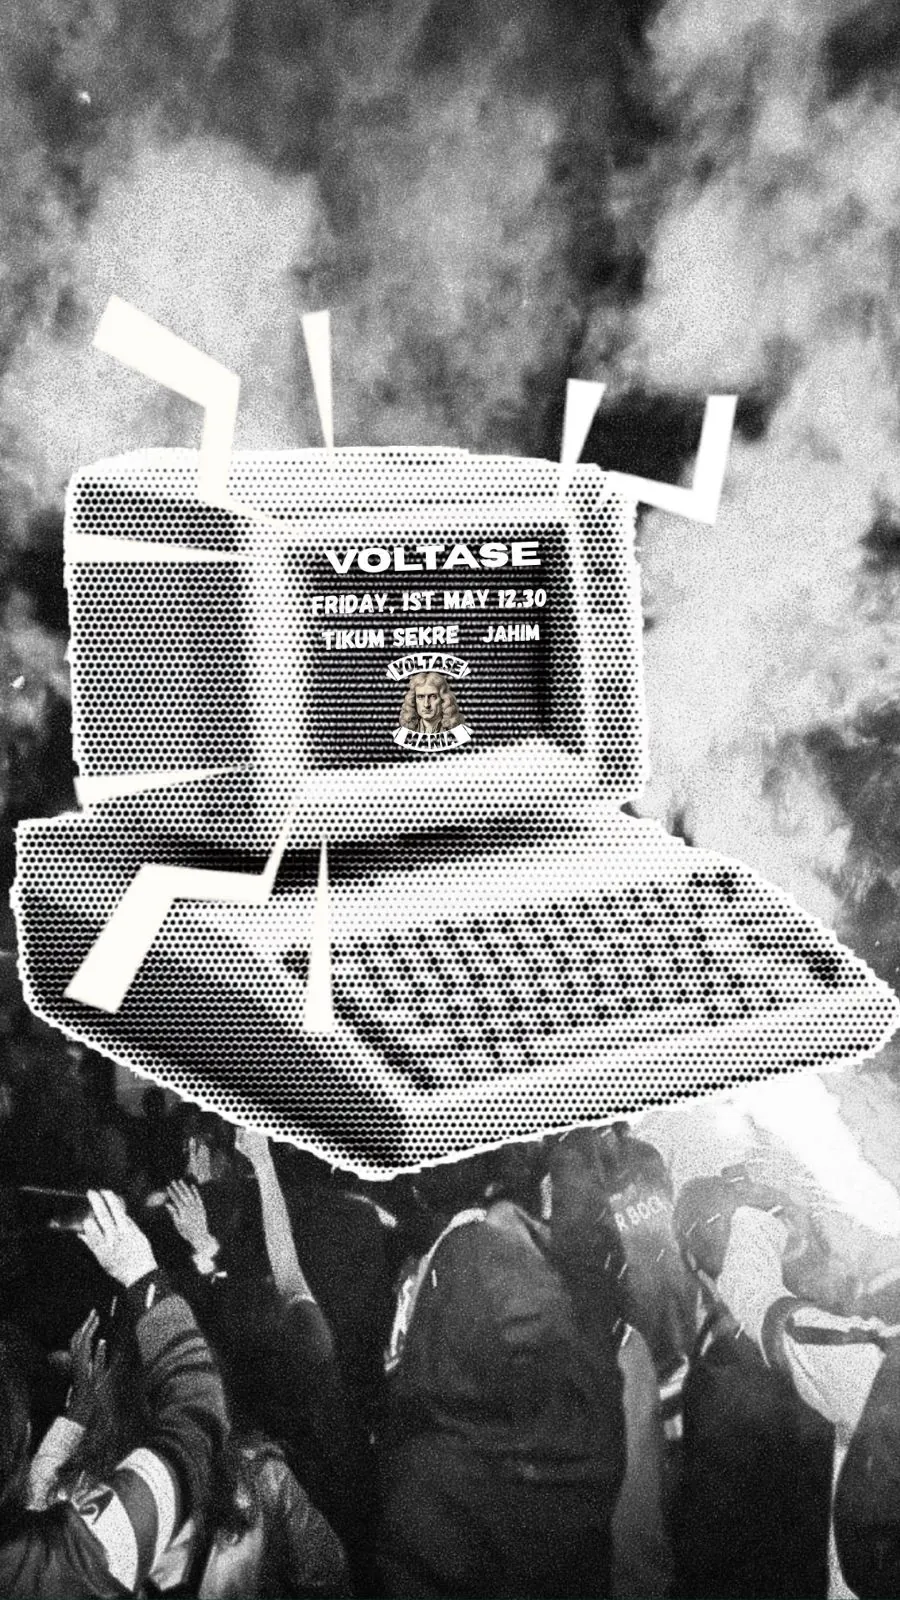 VOLTASE
FRIDAY, 1ST MAY 12.30
TIKUM SEKRE JAHIM
VOLTASE
MANIA